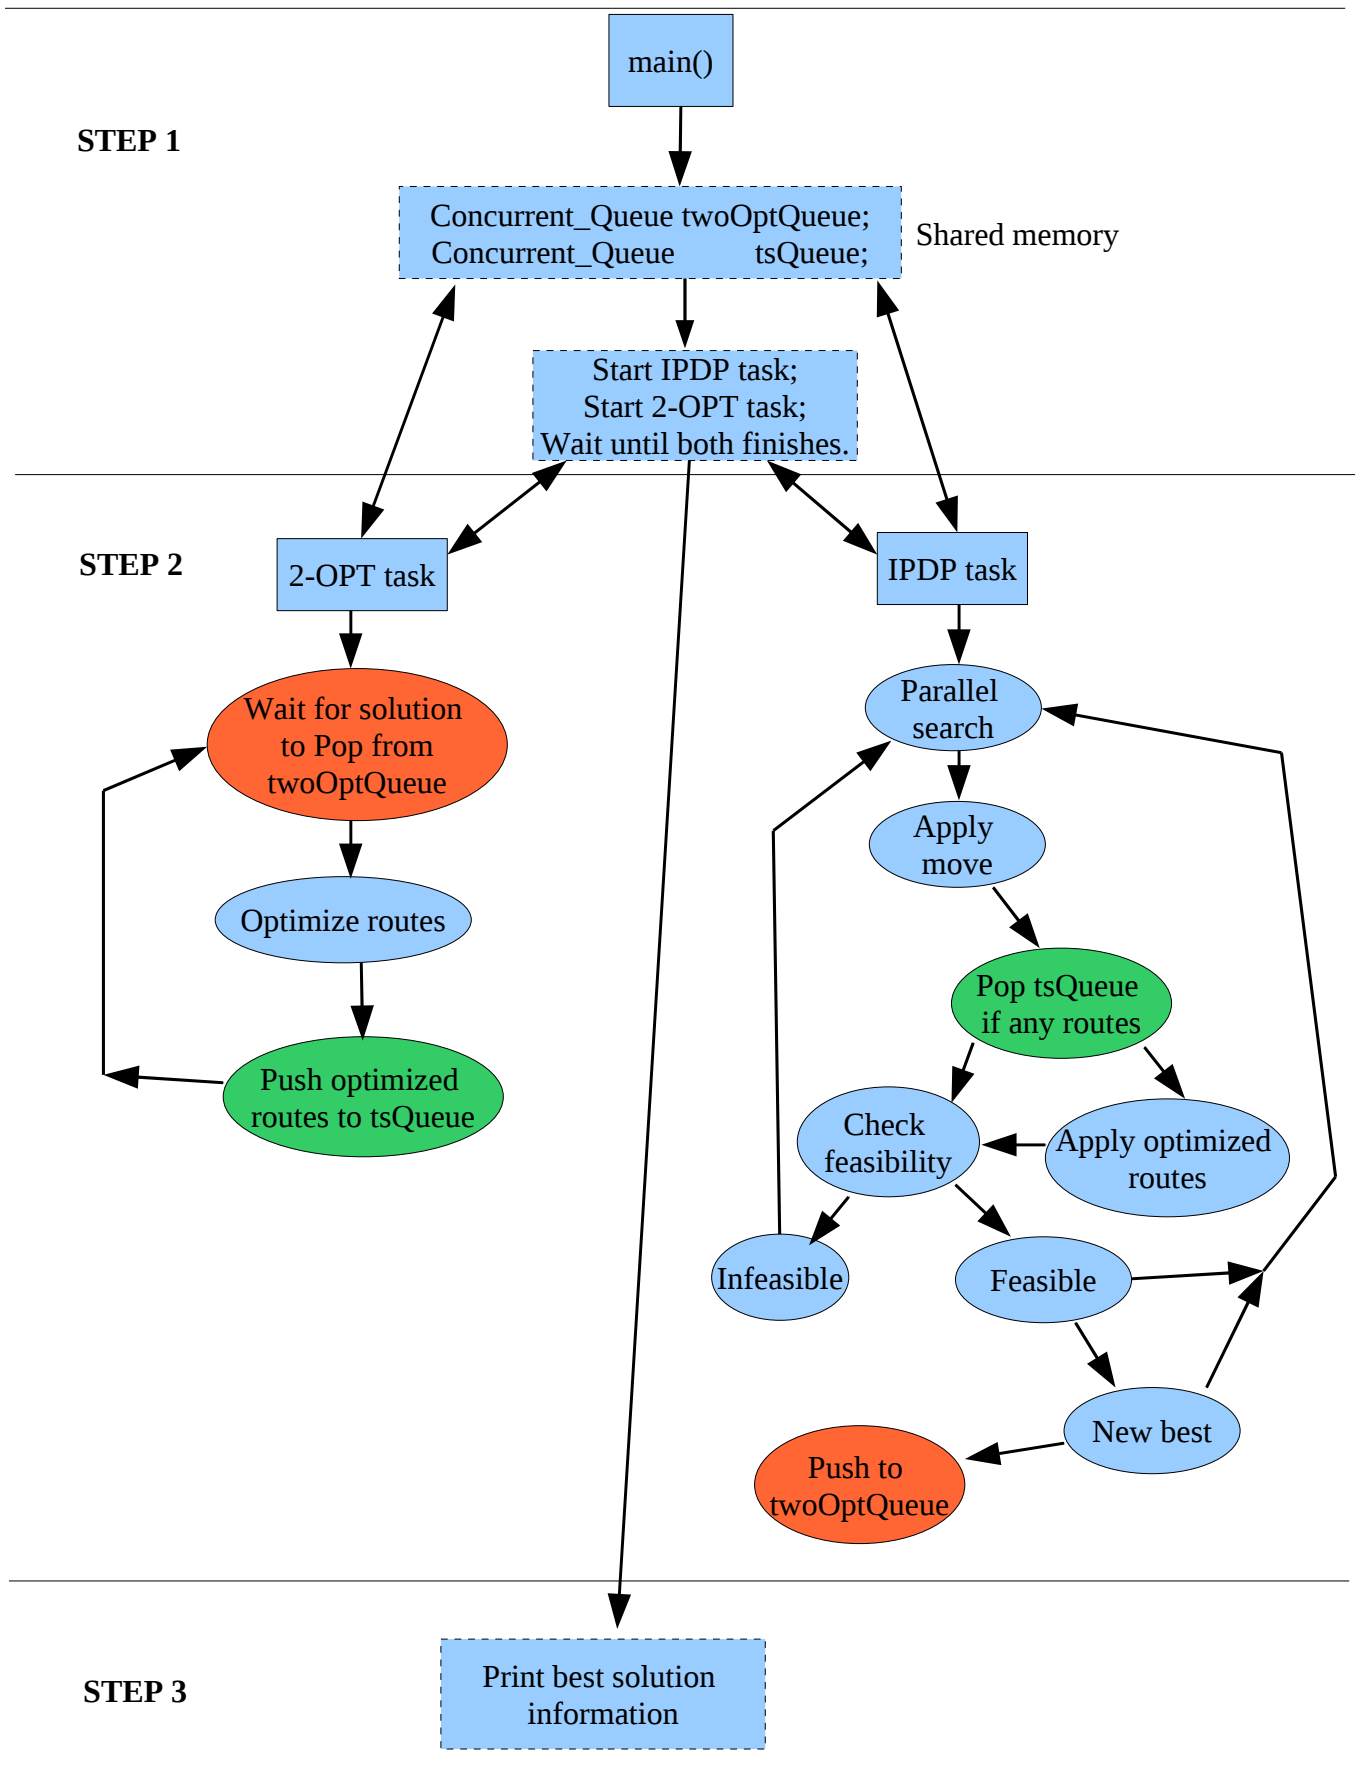 main()
STEP 1
Concurrent_Queue twoOptQueue;
Concurrent_Queue tsQueue;
Shared memory
Start IPDP task;
Start 2-OPT task;
Wait until both finishes.
STEP 2
2-OPT task
IPDP task
Wait for solution
to Pop from
twoOptQueue
Optimize routes
Push optimized
routes to tsQueue
Parallel
search
Apply
move
Pop tsQueue
if any routes
Check
feasibility
Apply optimized
routes
Infeasible
Feasible
New best
Push to
twoOptQueue
STEP 3
Print best solution
information